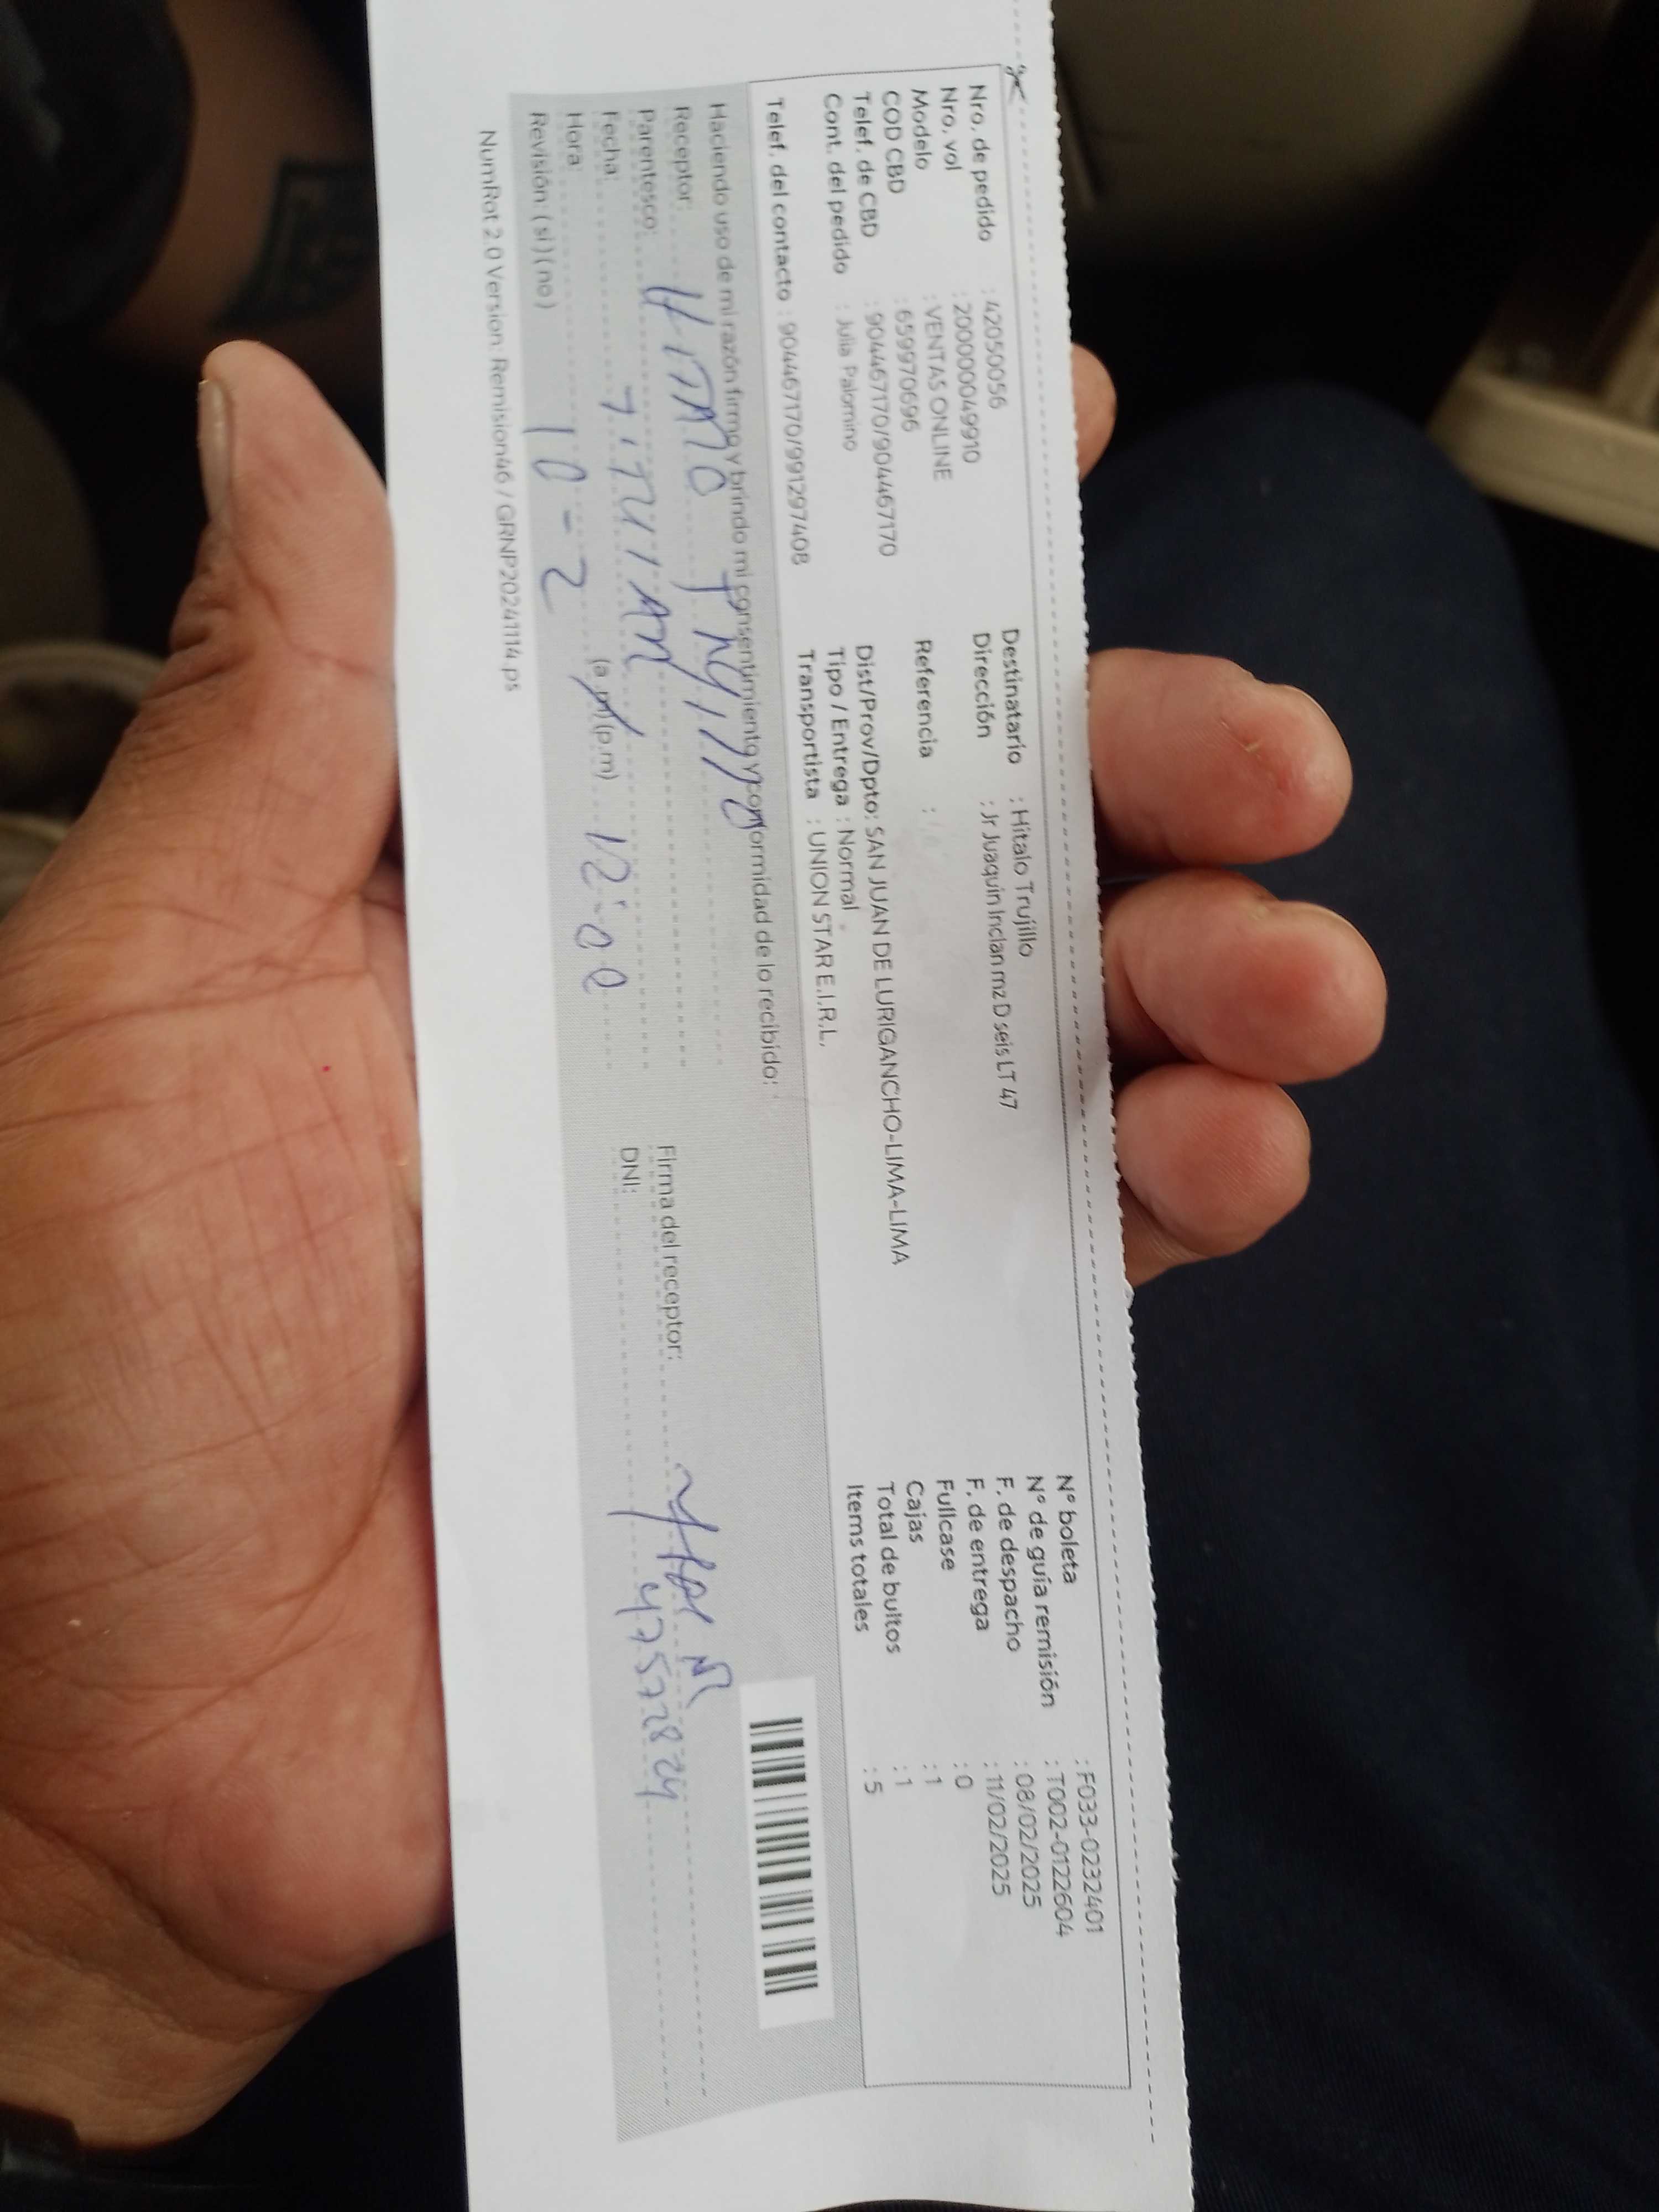 Nro. de pedido : 42050056
Nro. vol : 200000049910
Modelo : VENTAS ONLINE
COD CBD : 6599970696
Telef. de CBD : 904467170/904467170
Cont. del pedido : Julia Palomino
Telef. del contacto : 904467170/991297408
Destinatario : Hitalo Trujillo
Dirección : Jr Juaquin Inclan mz D seis LT 47
Referencia :
Dist/Prov/Dpto: SAN JUAN DE LURIGANCHO-LIMA-LIMA
Tipo / Entrega : Normal
Transportista : UNION STAR E.I.R.L.
Nº boleta : F033-0232401
Nº de guía remisión : T002-0122604
F. de despacho : 08/02/2025
F. de entrega : 11/02/2025
Fullcase : 0
Cajas : 1
Total de bultos : 1
Items totales : 5
Haciendo uso de mi razón firmo y brindo mi consentimiento y conformidad de lo recibido:
Receptor:
Parentesco: TITULAR
Fecha: 10-2
Hora: (a.m)(p.m) 12:00
Revisión: (si)(no)
Firma del receptor:
DNI:
NumRot 2.0 Version: Remision46 / GRNP20241114.ps